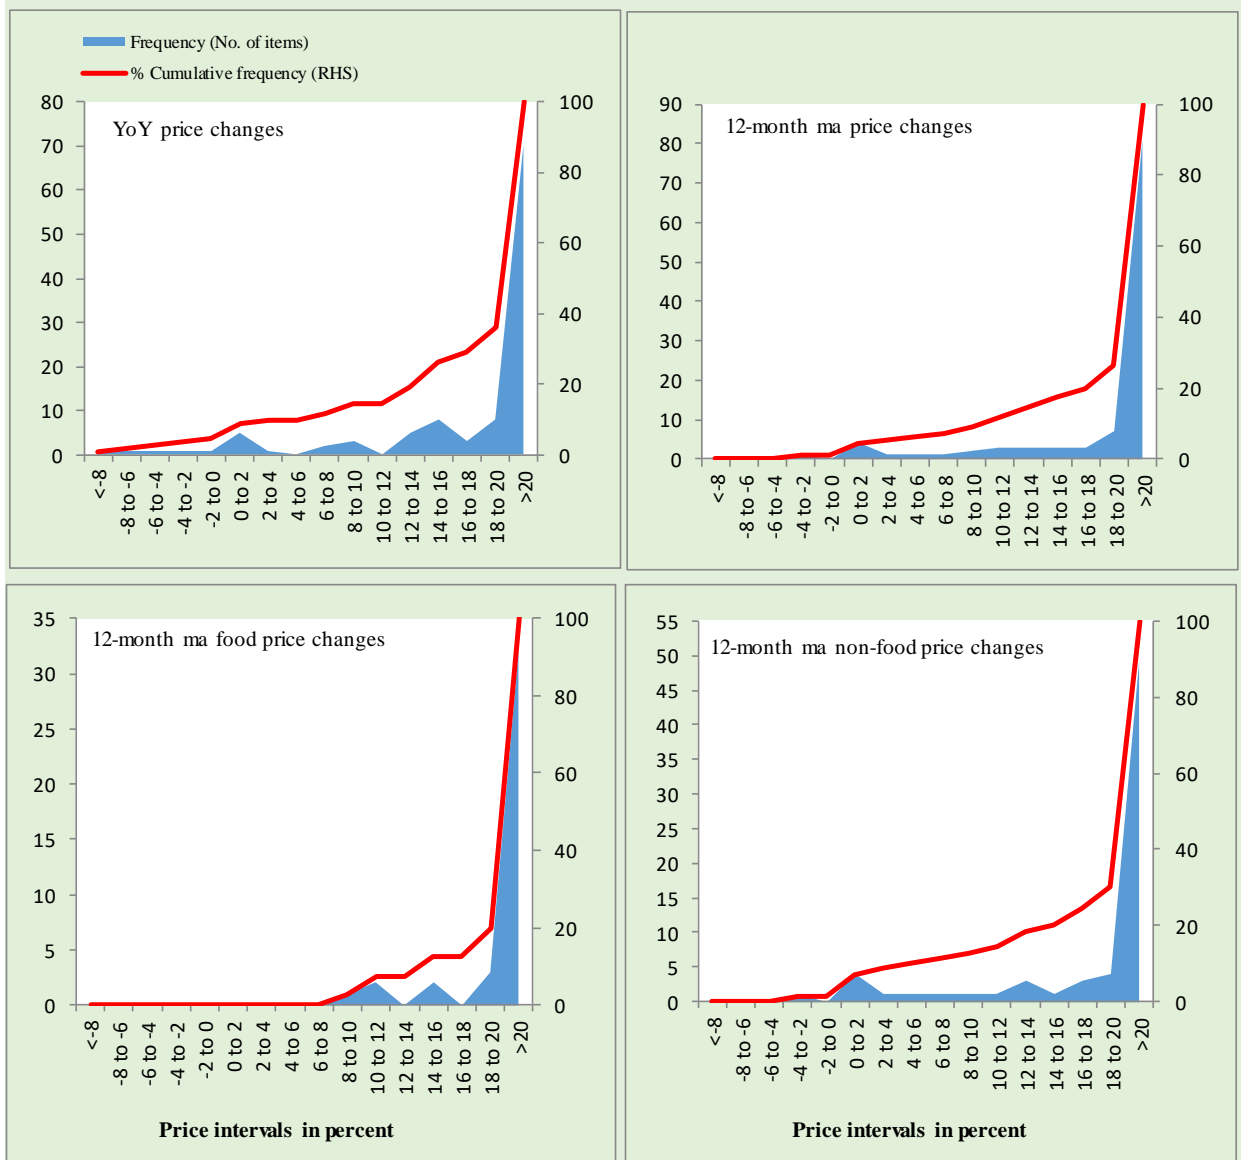 Frequency (No. of items)
% Cumulative frequency (RHS)
YoY price changes
80
70
60
50
40
30
20
10
0
100
80
60
40
20
0
<-8
-8 to -6
-6 to -4
-4 to -2
-2 to 0
0 to 2
2 to 4
4 to 6
6 to 8
8 to 10
10 to 12
12 to 14
14 to 16
16 to 18
18 to 20
>20
12-month ma price changes
90
80
70
60
50
40
30
20
10
0
100
80
60
40
20
0
<-8
-8 to -6
-6 to -4
-4 to -2
-2 to 0
0 to 2
2 to 4
4 to 6
6 to 8
8 to 10
10 to 12
12 to 14
14 to 16
16 to 18
18 to 20
>20
12-month ma food price changes
35
30
25
20
15
10
5
0
100
80
60
40
20
0
<-8
-8 to -6
-6 to -4
-4 to -2
-2 to 0
0 to 2
2 to 4
4 to 6
6 to 8
8 to 10
10 to 12
12 to 14
14 to 16
16 to 18
18 to 20
>20
Price intervals in percent
12-month ma non-food price changes
55
50
45
40
35
30
25
20
15
10
5
0
100
80
60
40
20
0
<-8
-8 to -6
-6 to -4
-4 to -2
-2 to 0
0 to 2
2 to 4
4 to 6
6 to 8
8 to 10
10 to 12
12 to 14
14 to 16
16 to 18
18 to 20
>20
Price intervals in percent